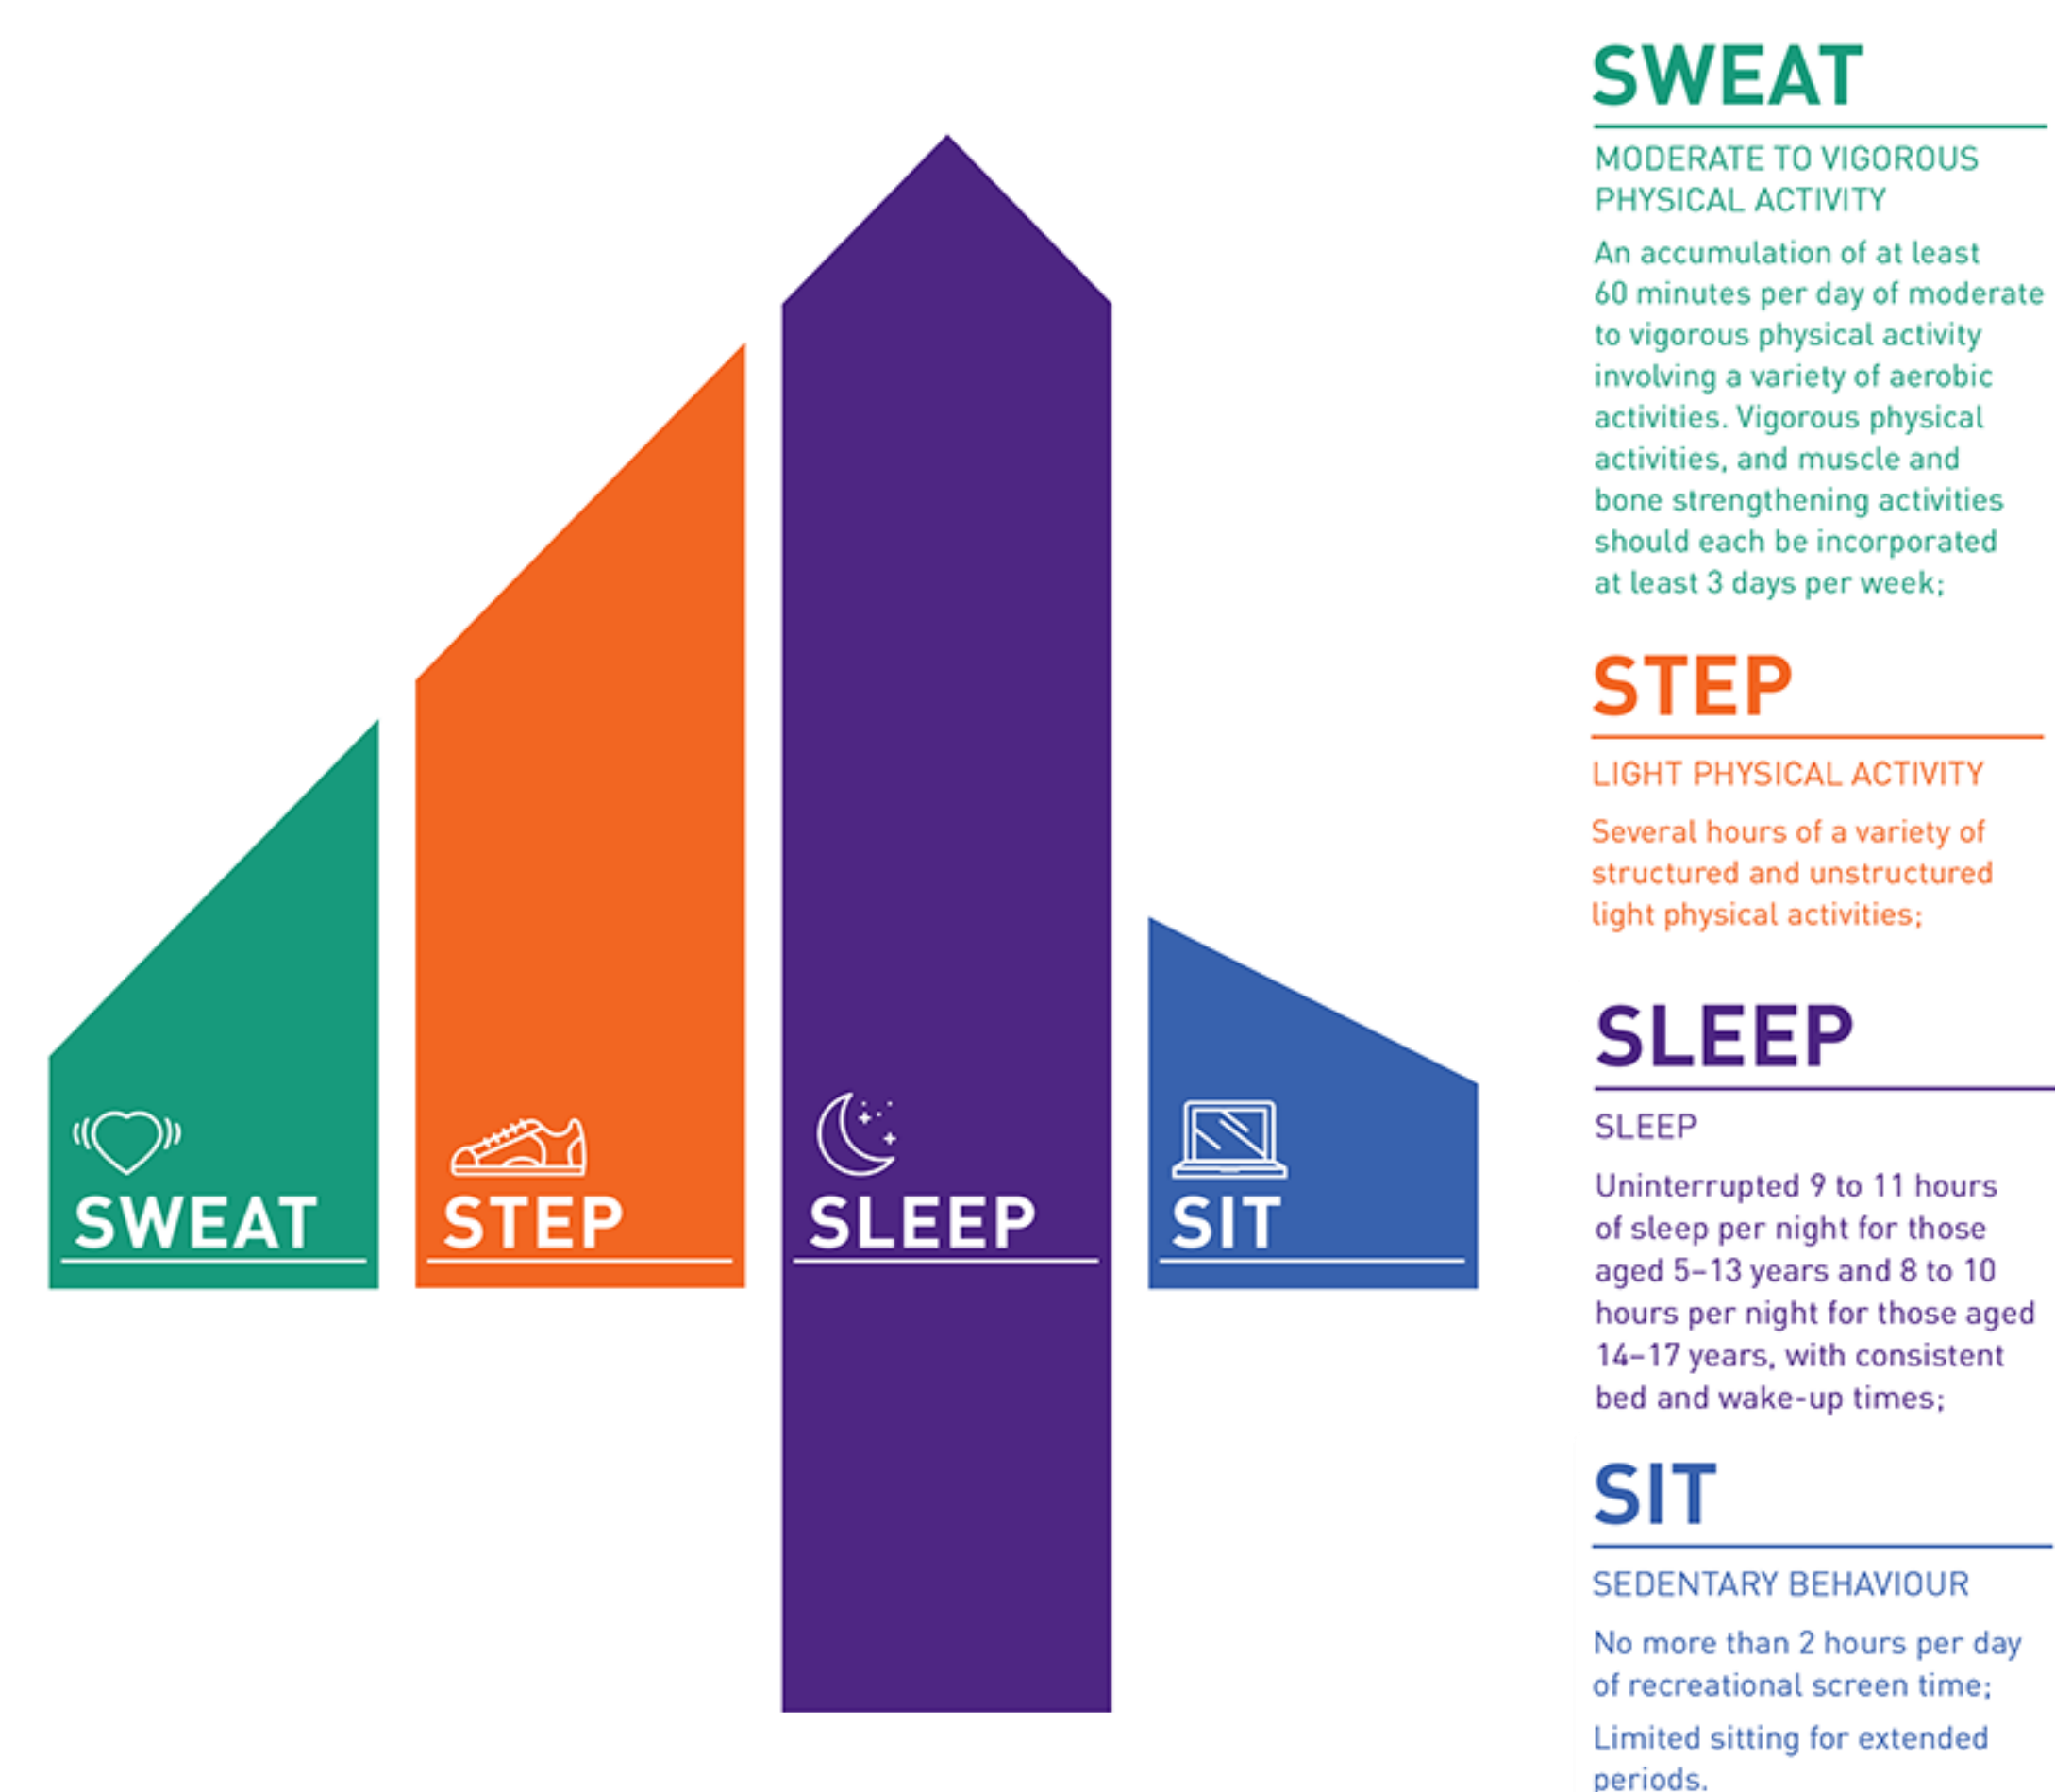 SWEAT
STEP
SLEEP
SIT
SWEAT
MODERATE TO VIGOROUS
PHYSICAL ACTIVITY
An accumulation of at least
60 minutes per day of moderate
to vigorous physical activity
involving a variety of aerobic
activities. Vigorous physical
activities, and muscle and
bone strengthening activities
should each be incorporated
at least 3 days per week;
STEP
LIGHT PHYSICAL ACTIVITY
Several hours of a variety of
structured and unstructured
light physical activities;
SLEEP
SLEEP
Uninterrupted 9 to 11 hours
of sleep per night for those
aged 5–13 years and 8 to 10
hours per night for those aged
14–17 years, with consistent
bed and wake-up times;
SIT
SEDENTARY BEHAVIOUR
No more than 2 hours per day
of recreational screen time;
Limited sitting for extended
periods.